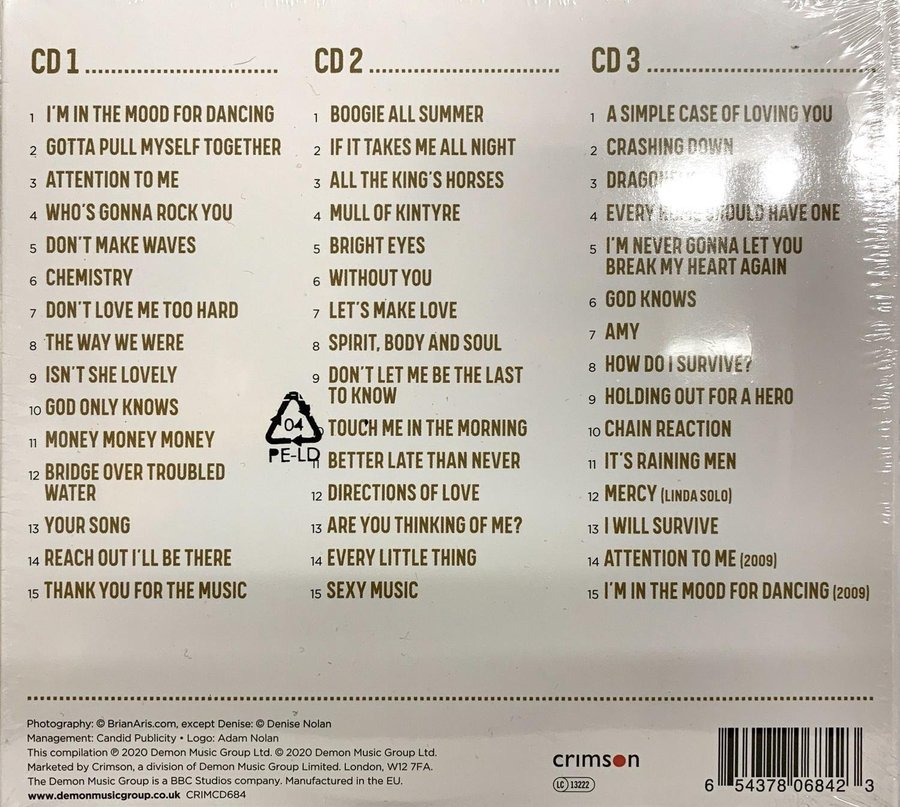 CD 1
1 I'M IN THE MOOD FOR DANCING
2 GOTTA PULL MYSELF TOGETHER
3 ATTENTION TO ME
4 WHO'S GONNA ROCK YOU
5 DON'T MAKE WAVES
6 CHEMISTRY
7 DON'T LOVE ME TOO HARD
8 THE WAY WE WERE
9 ISN'T SHE LOVELY
10 GOD ONLY KNOWS
11 MONEY MONEY MONEY
12 BRIDGE OVER TROUBLED
WATER
13 YOUR SONG
14 REACH OUT I'LL BE THERE
15 THANK YOU FOR THE MUSIC
CD 2
1 BOOGIE ALL SUMMER
2 IF IT TAKES ME ALL NIGHT
3 ALL THE KING'S HORSES
4 MULL OF KINTYRE
5 BRIGHT EYES
6 WITHOUT YOU
7 LET'S MAKE LOVE
8 SPIRIT, BODY AND SOUL
9 DON'T LET ME BE THE LAST
TO KNOW
TOUCH ME IN THE MORNING
11 BETTER LATE THAN NEVER
12 DIRECTIONS OF LOVE
13 ARE YOU THINKING OF ME?
14 EVERY LITTLE THING
15 SEXY MUSIC
04
PE-LD
CD 3
1 A SIMPLE CASE OF LOVING YOU
2 CRASHING DOWN
3
4 EVERY SHOULD HAVE ONE
5 I'M NEVER GONNA LET YOU
BREAK MY HEART AGAIN
6 GOD KNOWS
7 AMY
8 HOW DO I SURVIVE?
9 HOLDING OUT FOR A HERO
10 CHAIN REACTION
11 IT'S RAINING MEN
12 MERCY (LINDA SOLO)
13 I WILL SURVIVE
14 ATTENTION TO ME (2009)
15 I'M IN THE MOOD FOR DANCING (2009)
Photography: © BrianAris.com, except Denise: © Denise Nolan
Management: Candid Publicity • Logo: Adam Nolan
This compilation ℗ 2020 Demon Music Group Ltd. © 2020 Demon Music Group Ltd.
Marketed by Crimson, a division of Demon Music Group Limited. London, W12 7FA.
The Demon Music Group is a BBC Studios company. Manufactured in the EU.
www.demonmusicgroup.co.uk CRIMCD684
crimson
LC 13222
6 54378 06842 3